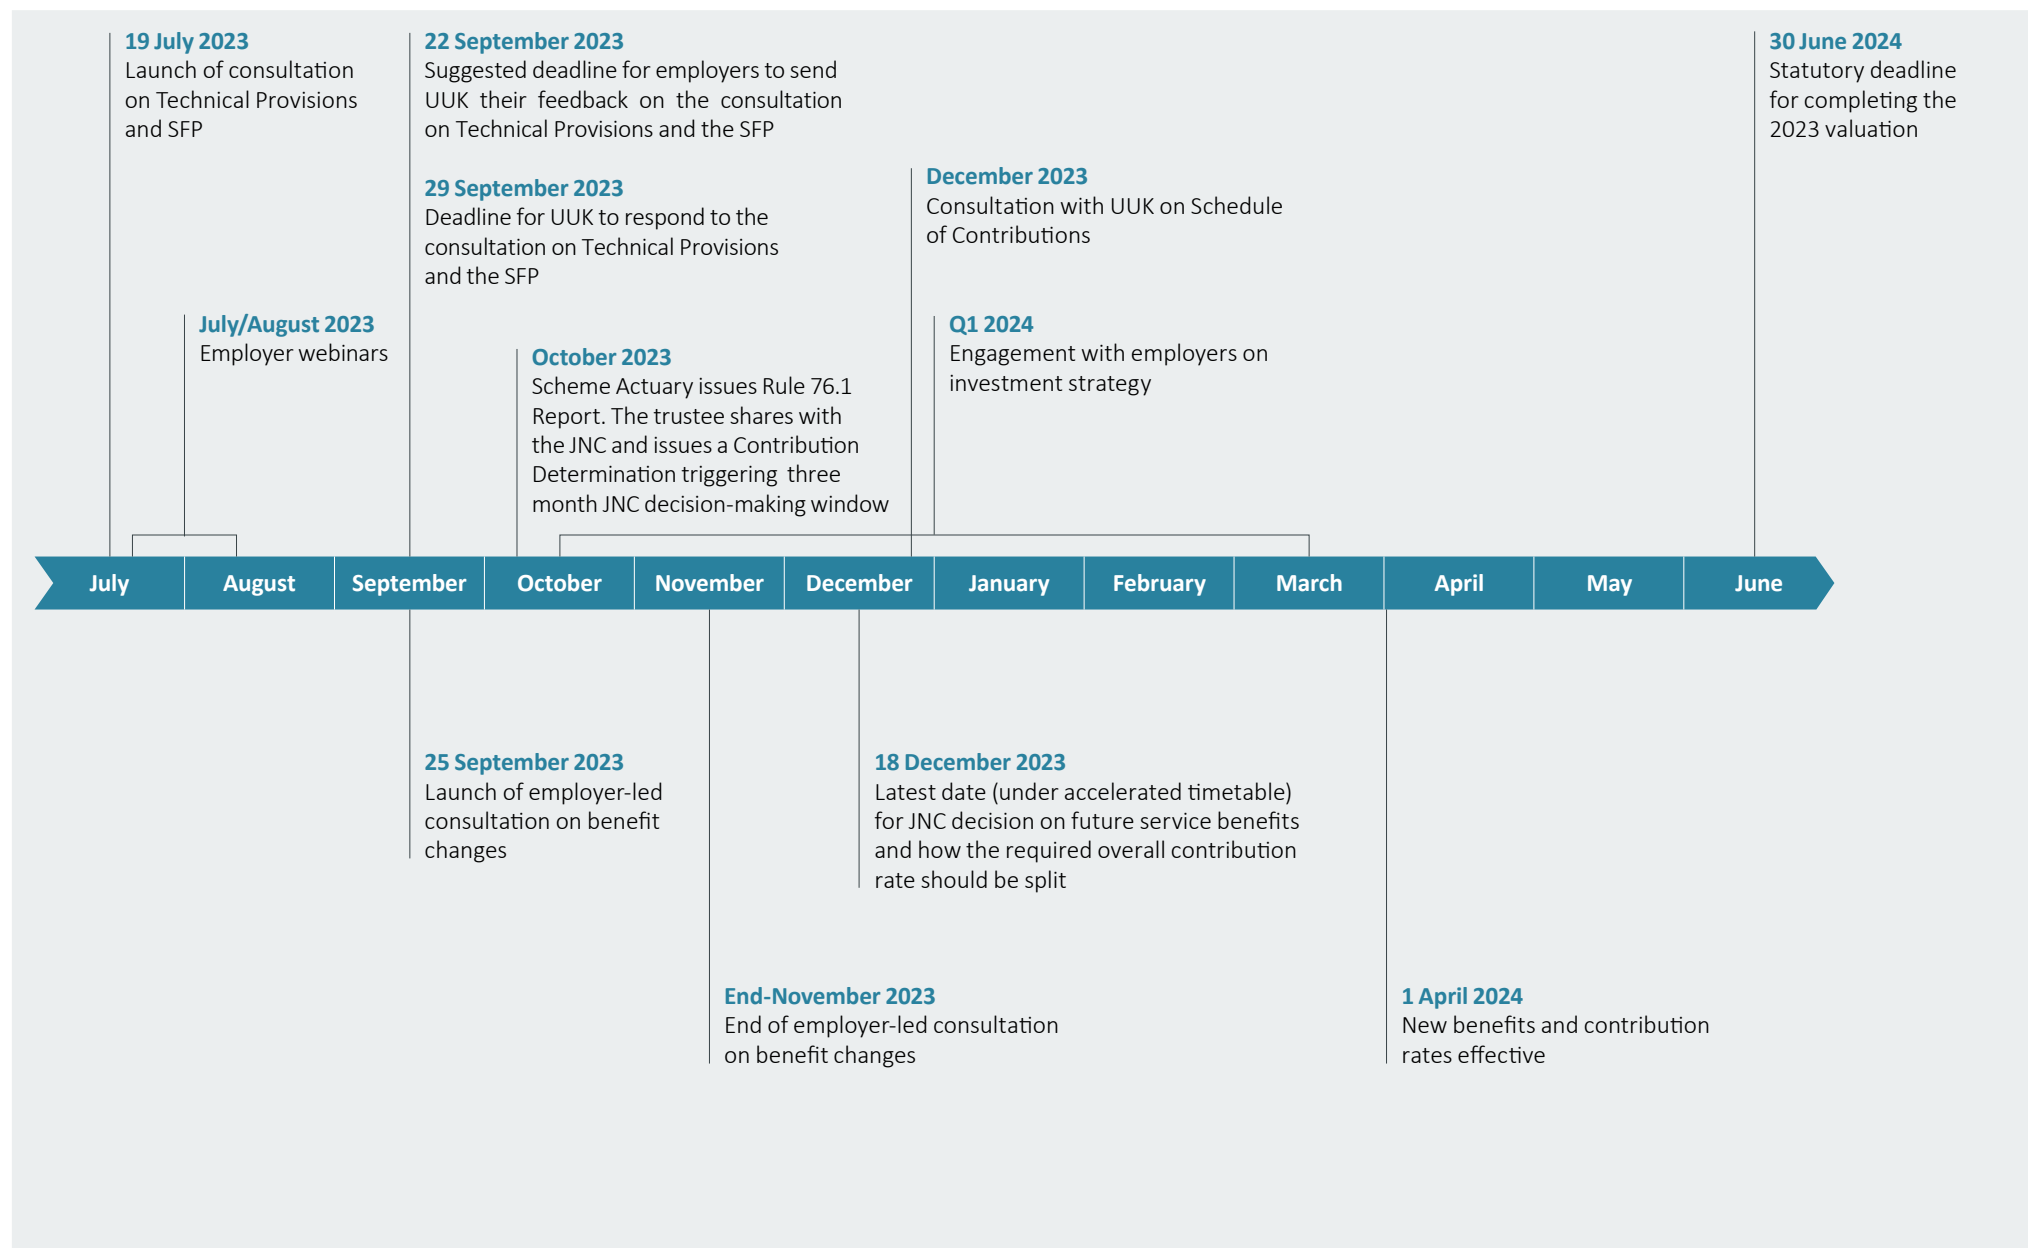 19 July 2023
Launch of consultation
on Technical Provisions
and SFP
22 September 2023
Suggested deadline for employers to send
UUK their feedback on the consultation
on Technical Provisions and the SFP
29 September 2023
Deadline for UUK to respond to the
consultation on Technical Provisions
and the SFP
30 June 2024
Statutory deadline
for completing the
2023 valuation
December 2023
Consultation with UUK on Schedule
of Contributions
July/August 2023
Employer webinars
October 2023
Scheme Actuary issues Rule 76.1
Report. The trustee shares with
the JNC and issues a Contribution
Determination triggering three
month JNC decision-making window
Q1 2024
Engagement with employers on
investment strategy
July
August
September
October
November
December
January
February
March
April
May
June
25 September 2023
Launch of employer-led
consultation on benefit
changes
18 December 2023
Latest date (under accelerated timetable)
for JNC decision on future service benefits
and how the required overall contribution
rate should be split
End-November 2023
End of employer-led consultation
on benefit changes
1 April 2024
New benefits and contribution
rates effective